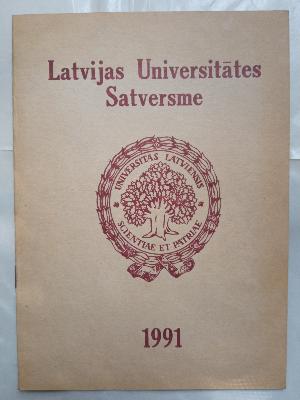 Latvijas Universitātes
Satversme
UNIVERSITAS LATVIENSIS
SCIENTIAE ET PATRIAE
1991